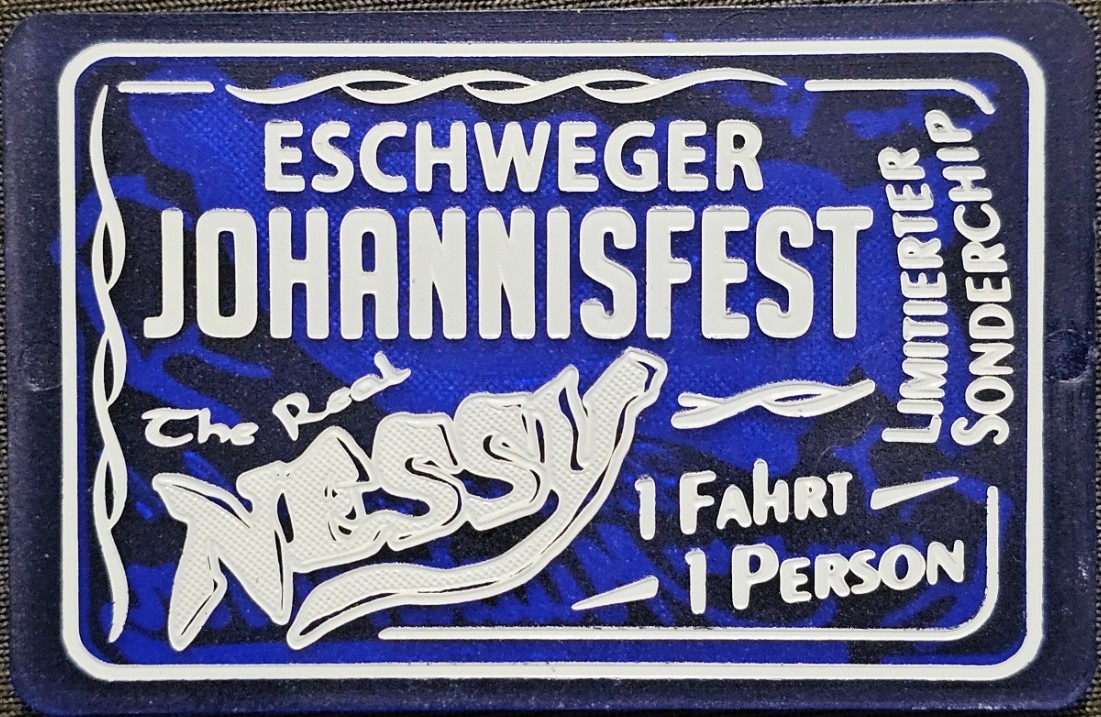 ESCHWEGER
JOHANNISFEST
LIMITIERTER
SONDERCHIP
The Real
NESSY
1 FAHRT
1 PERSON